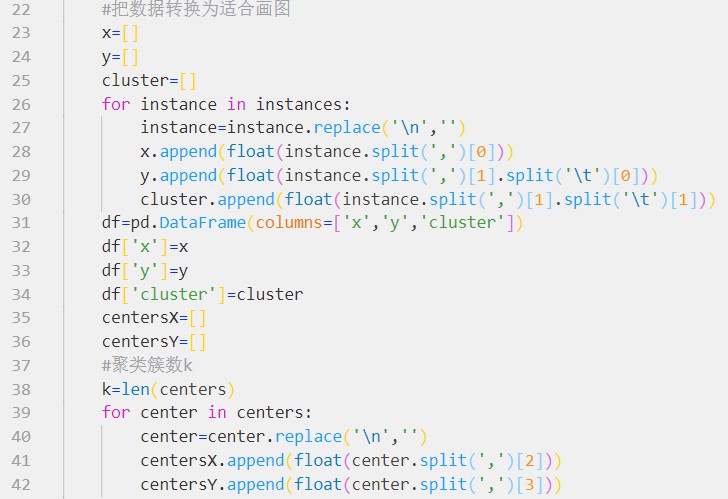 22 #把数据转换为适合画图
23 x=[]
24 y=[]
25 cluster=[]
26 for instance in instances:
27 instance=instance.replace('\n','')
28 x.append(float(instance.split(',')[0]))
29 y.append(float(instance.split(',')[1].split('\t')[0]))
30 cluster.append(float(instance.split(',')[1].split('\t')[1]))
31 df=pd.DataFrame(columns=['x','y','cluster'])
32 df['x']=x
33 df['y']=y
34 df['cluster']=cluster
35 centersX=[]
36 centersY=[]
37 #聚类簇数k
38 k=len(centers)
39 for center in centers:
40 center=center.replace('\n','')
41 centersX.append(float(center.split(',')[2]))
42 centersY.append(float(center.split(',')[3]))